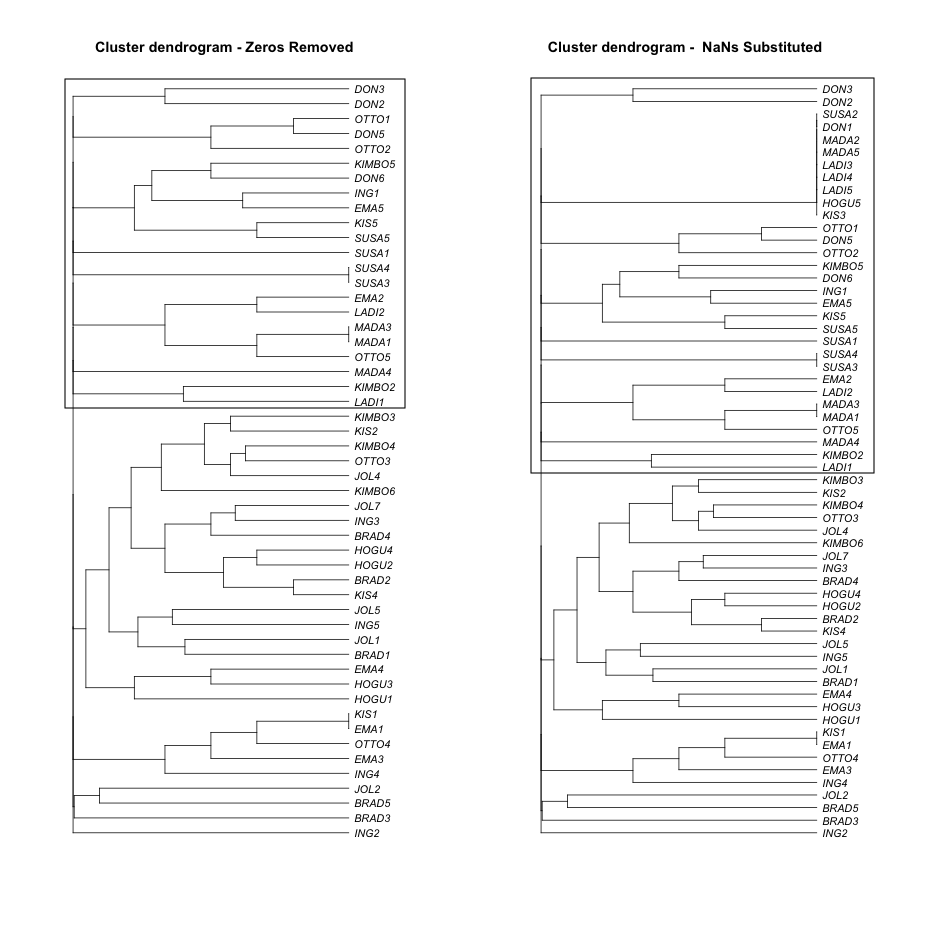 Cluster dendrogram - Zeros Removed
DON3
DON2
OTTO1
DON5
OTTO2
KIMBO5
DON6
ING1
EMA5
KIS5
SUSA5
SUSA1
SUSA4
SUSA3
EMA2
LADI2
MADA3
MADA1
OTTO5
MADA4
KIMBO2
LADI1
KIMBO3
KIS2
KIMBO4
OTTO3
JOL4
KIMBO6
JOL7
ING3
BRAD4
HOGU4
HOGU2
BRAD2
KIS4
JOL5
ING5
JOL1
BRAD1
EMA4
HOGU3
HOGU1
KIS1
EMA1
OTTO4
EMA3
ING4
JOL2
BRAD5
BRAD3
ING2
Cluster dendrogram -  NaNs Substituted
DON3
DON2
SUSA2
DON1
MADA2
MADA5
LADI3
LADI4
LADI5
HOGU5
KIS3
OTTO1
DON5
OTTO2
KIMBO5
DON6
ING1
EMA5
KIS5
SUSA5
SUSA1
SUSA4
SUSA3
EMA2
LADI2
MADA3
MADA1
OTTO5
MADA4
KIMBO2
LADI1
KIMBO3
KIS2
KIMBO4
OTTO3
JOL4
KIMBO6
JOL7
ING3
BRAD4
HOGU4
HOGU2
BRAD2
KIS4
JOL5
ING5
JOL1
BRAD1
EMA4
HOGU3
HOGU1
KIS1
EMA1
OTTO4
EMA3
ING4
JOL2
BRAD5
BRAD3
ING2